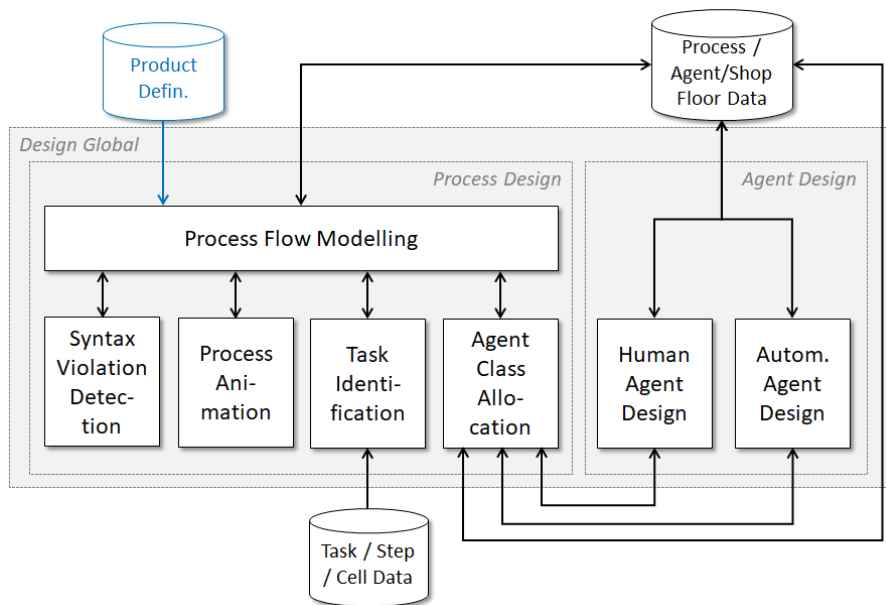 Product
Defin.
Process /
Agent/Shop
Floor Data
Design Global
Process Design
Agent Design
Process Flow Modelling
Syntax
Violation
Detec-
tion
Process
Ani-
mation
Task
Identi-
fication
Agent
Class
Allo-
cation
Human
Agent
Design
Autom.
Agent
Design
Task / Step
/ Cell Data